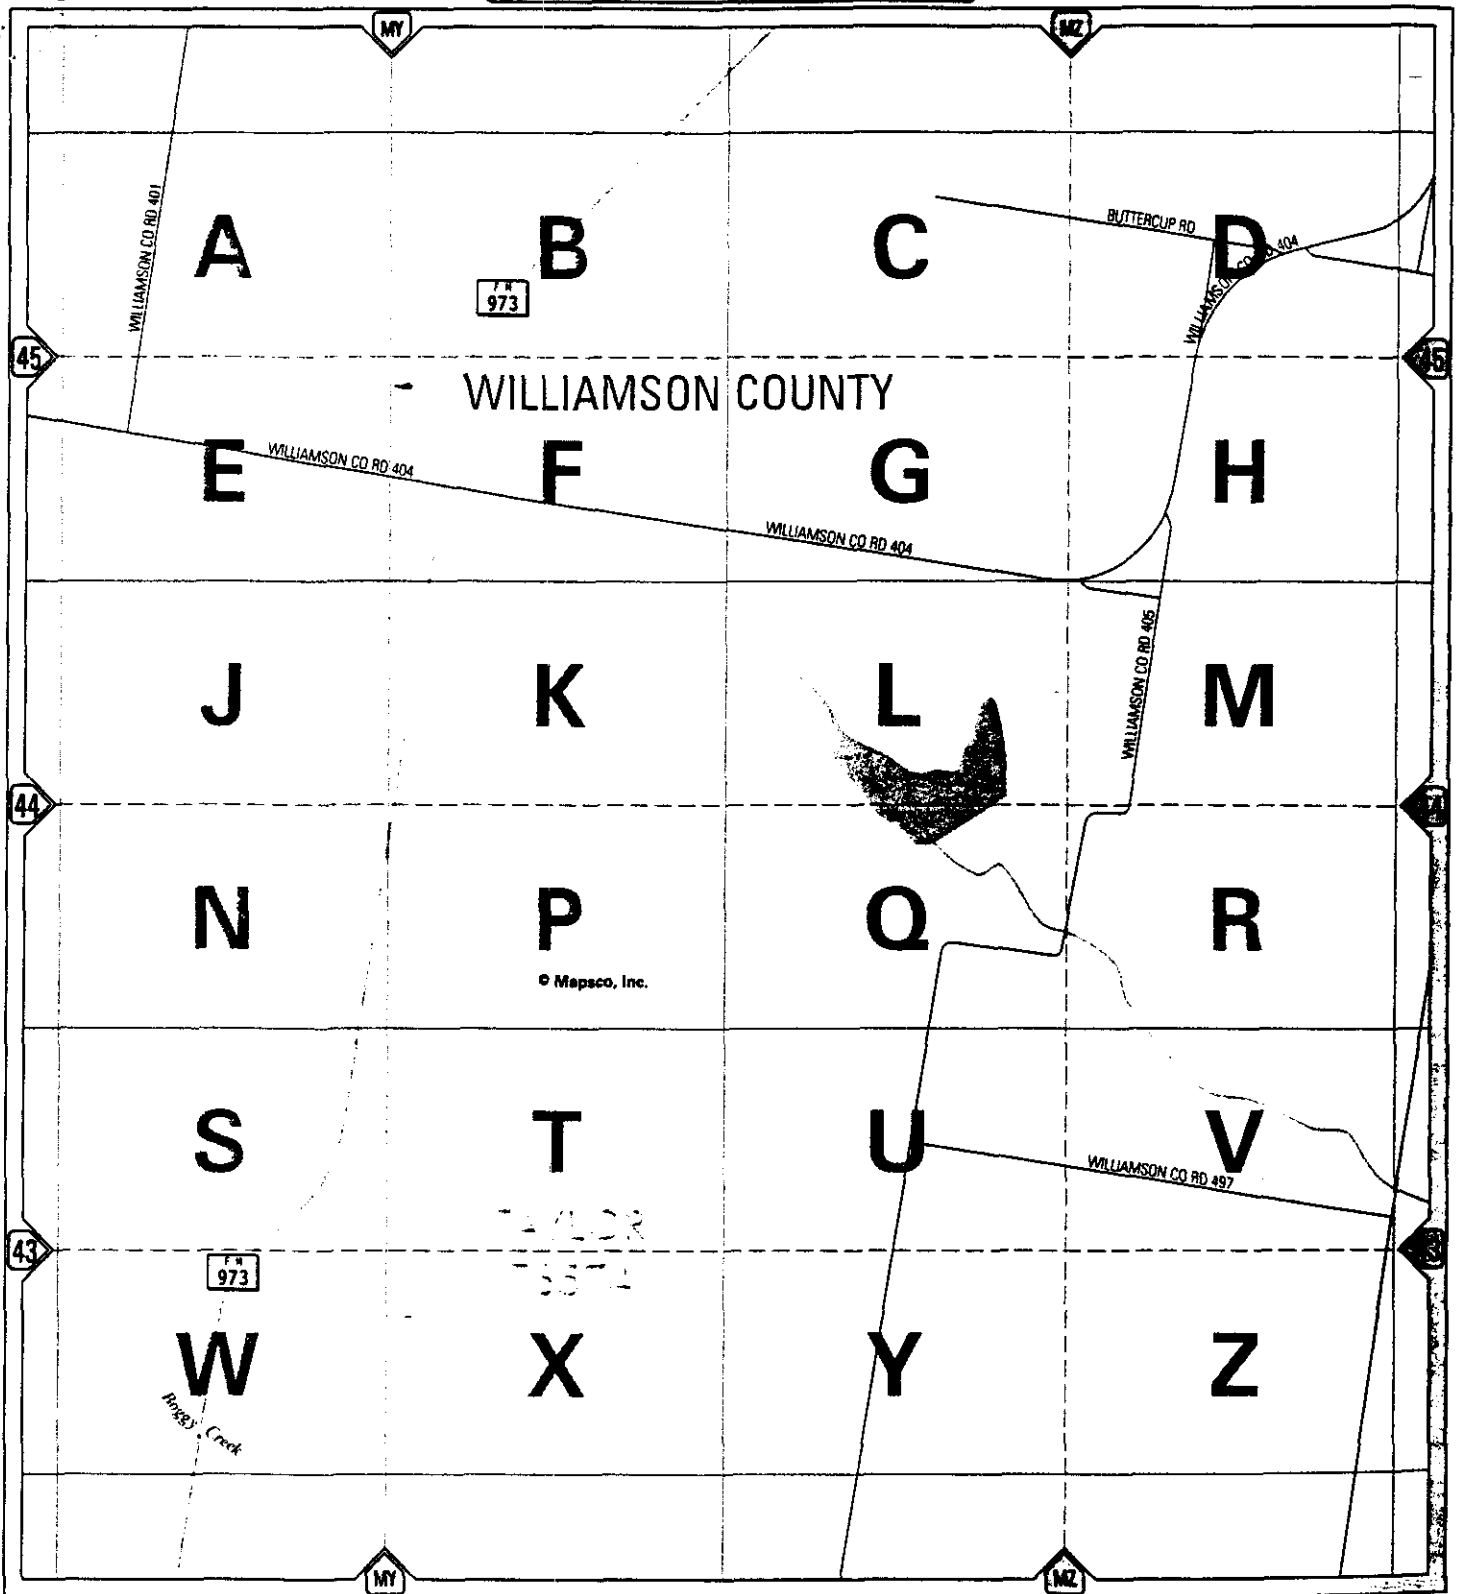 MY
MZ
WILLIAMSON CO RD 401
A
B
C
BUTTERCUP RD
D
WILLIAMSON CO RD 404
F M
973
45
45
WILLIAMSON COUNTY
E
WILLIAMSON CO RD 404
F
G
H
WILLIAMSON CO RD 404
J
K
L
WILLIAMSON CO RD 405
M
44
44
N
P
Q
R
© Mapsco, Inc.
S
T
U
V
WILLIAMSON CO RD 497
TAYLOR
43
F M
973
W
X
Y
Z
Boggy Creek
MY
MZ